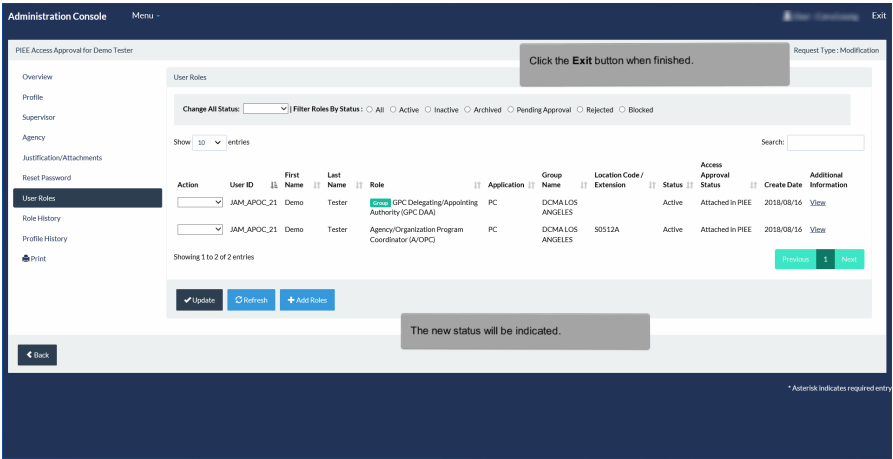 Administration Console Menu Exit
PIEE Access Approval for Demo Tester Request Type : Modification
Click the Exit button when finished.
Overview
Profile
Supervisor
Agency
Justification/Attachments
Reset Password
User Roles
Role History
Profile History
Print
User Roles
Change All Status: | Filter Roles By Status : All Active Inactive Archived Pending Approval Rejected Blocked
Show 10 entries Search:
Action User ID First Name Last Name Role Application Group Name Location Code / Extension Status Access Approval Status Create Date Additional Information
JAM_APOC_21 Demo Tester Group GPC Delegating/Appointing Authority (GPC DAA) PC DCMA LOS ANGELES Active Attached in PIEE 2018/08/16 View
JAM_APOC_21 Demo Tester Agency/Organization Program Coordinator (A/OPC) PC DCMA LOS ANGELES S0512A Active Attached in PIEE 2018/08/16 View
Showing 1 to 2 of 2 entries Previous 1 Next
Update Refresh Add Roles
The new status will be indicated.
Back
* Asterisk indicates required entry